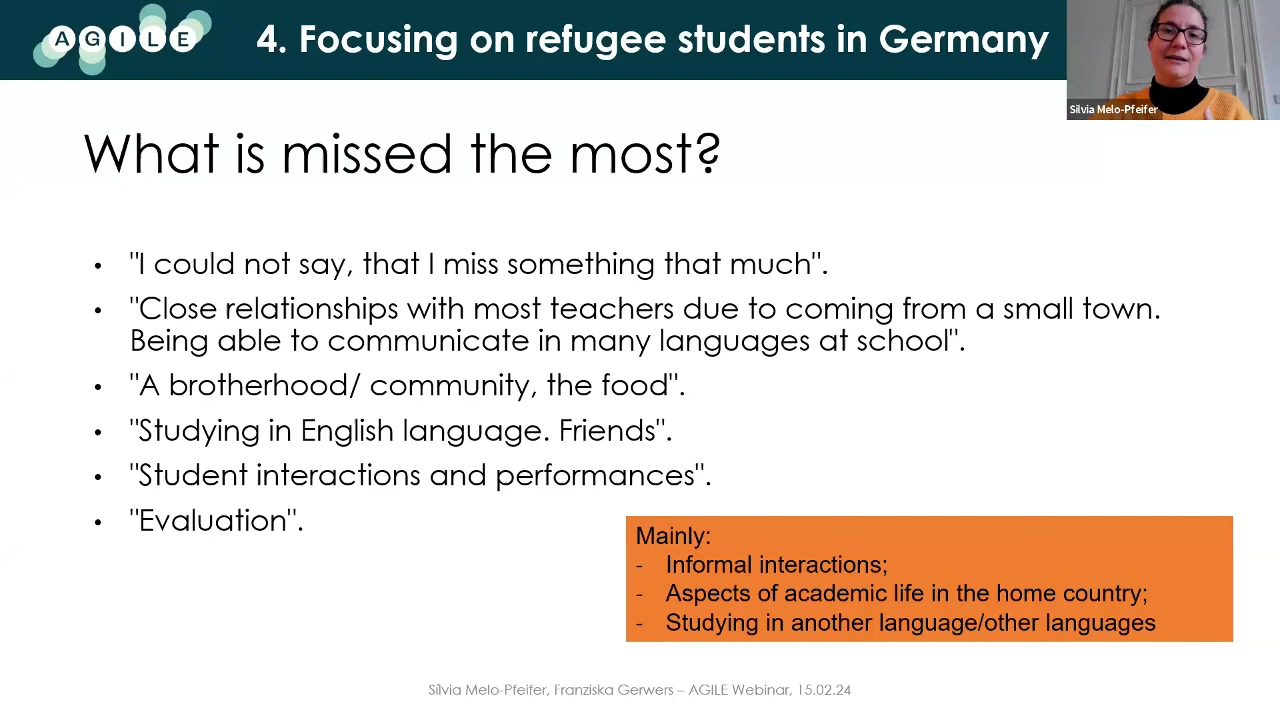 AGILE
4. Focusing on refugee students in Germany
Sílvia Melo-Pfeifer
What is missed the most?
• "I could not say, that I miss something that much".
• "Close relationships with most teachers due to coming from a small town.
Being able to communicate in many languages at school".
• "A brotherhood/ community, the food".
• "Studying in English language. Friends".
• "Student interactions and performances".
• "Evaluation".
Mainly:
- Informal interactions;
- Aspects of academic life in the home country;
- Studying in another language/other languages
Sílvia Melo-Pfeifer, Franziska Gerwers – AGILE Webinar, 15.02.24